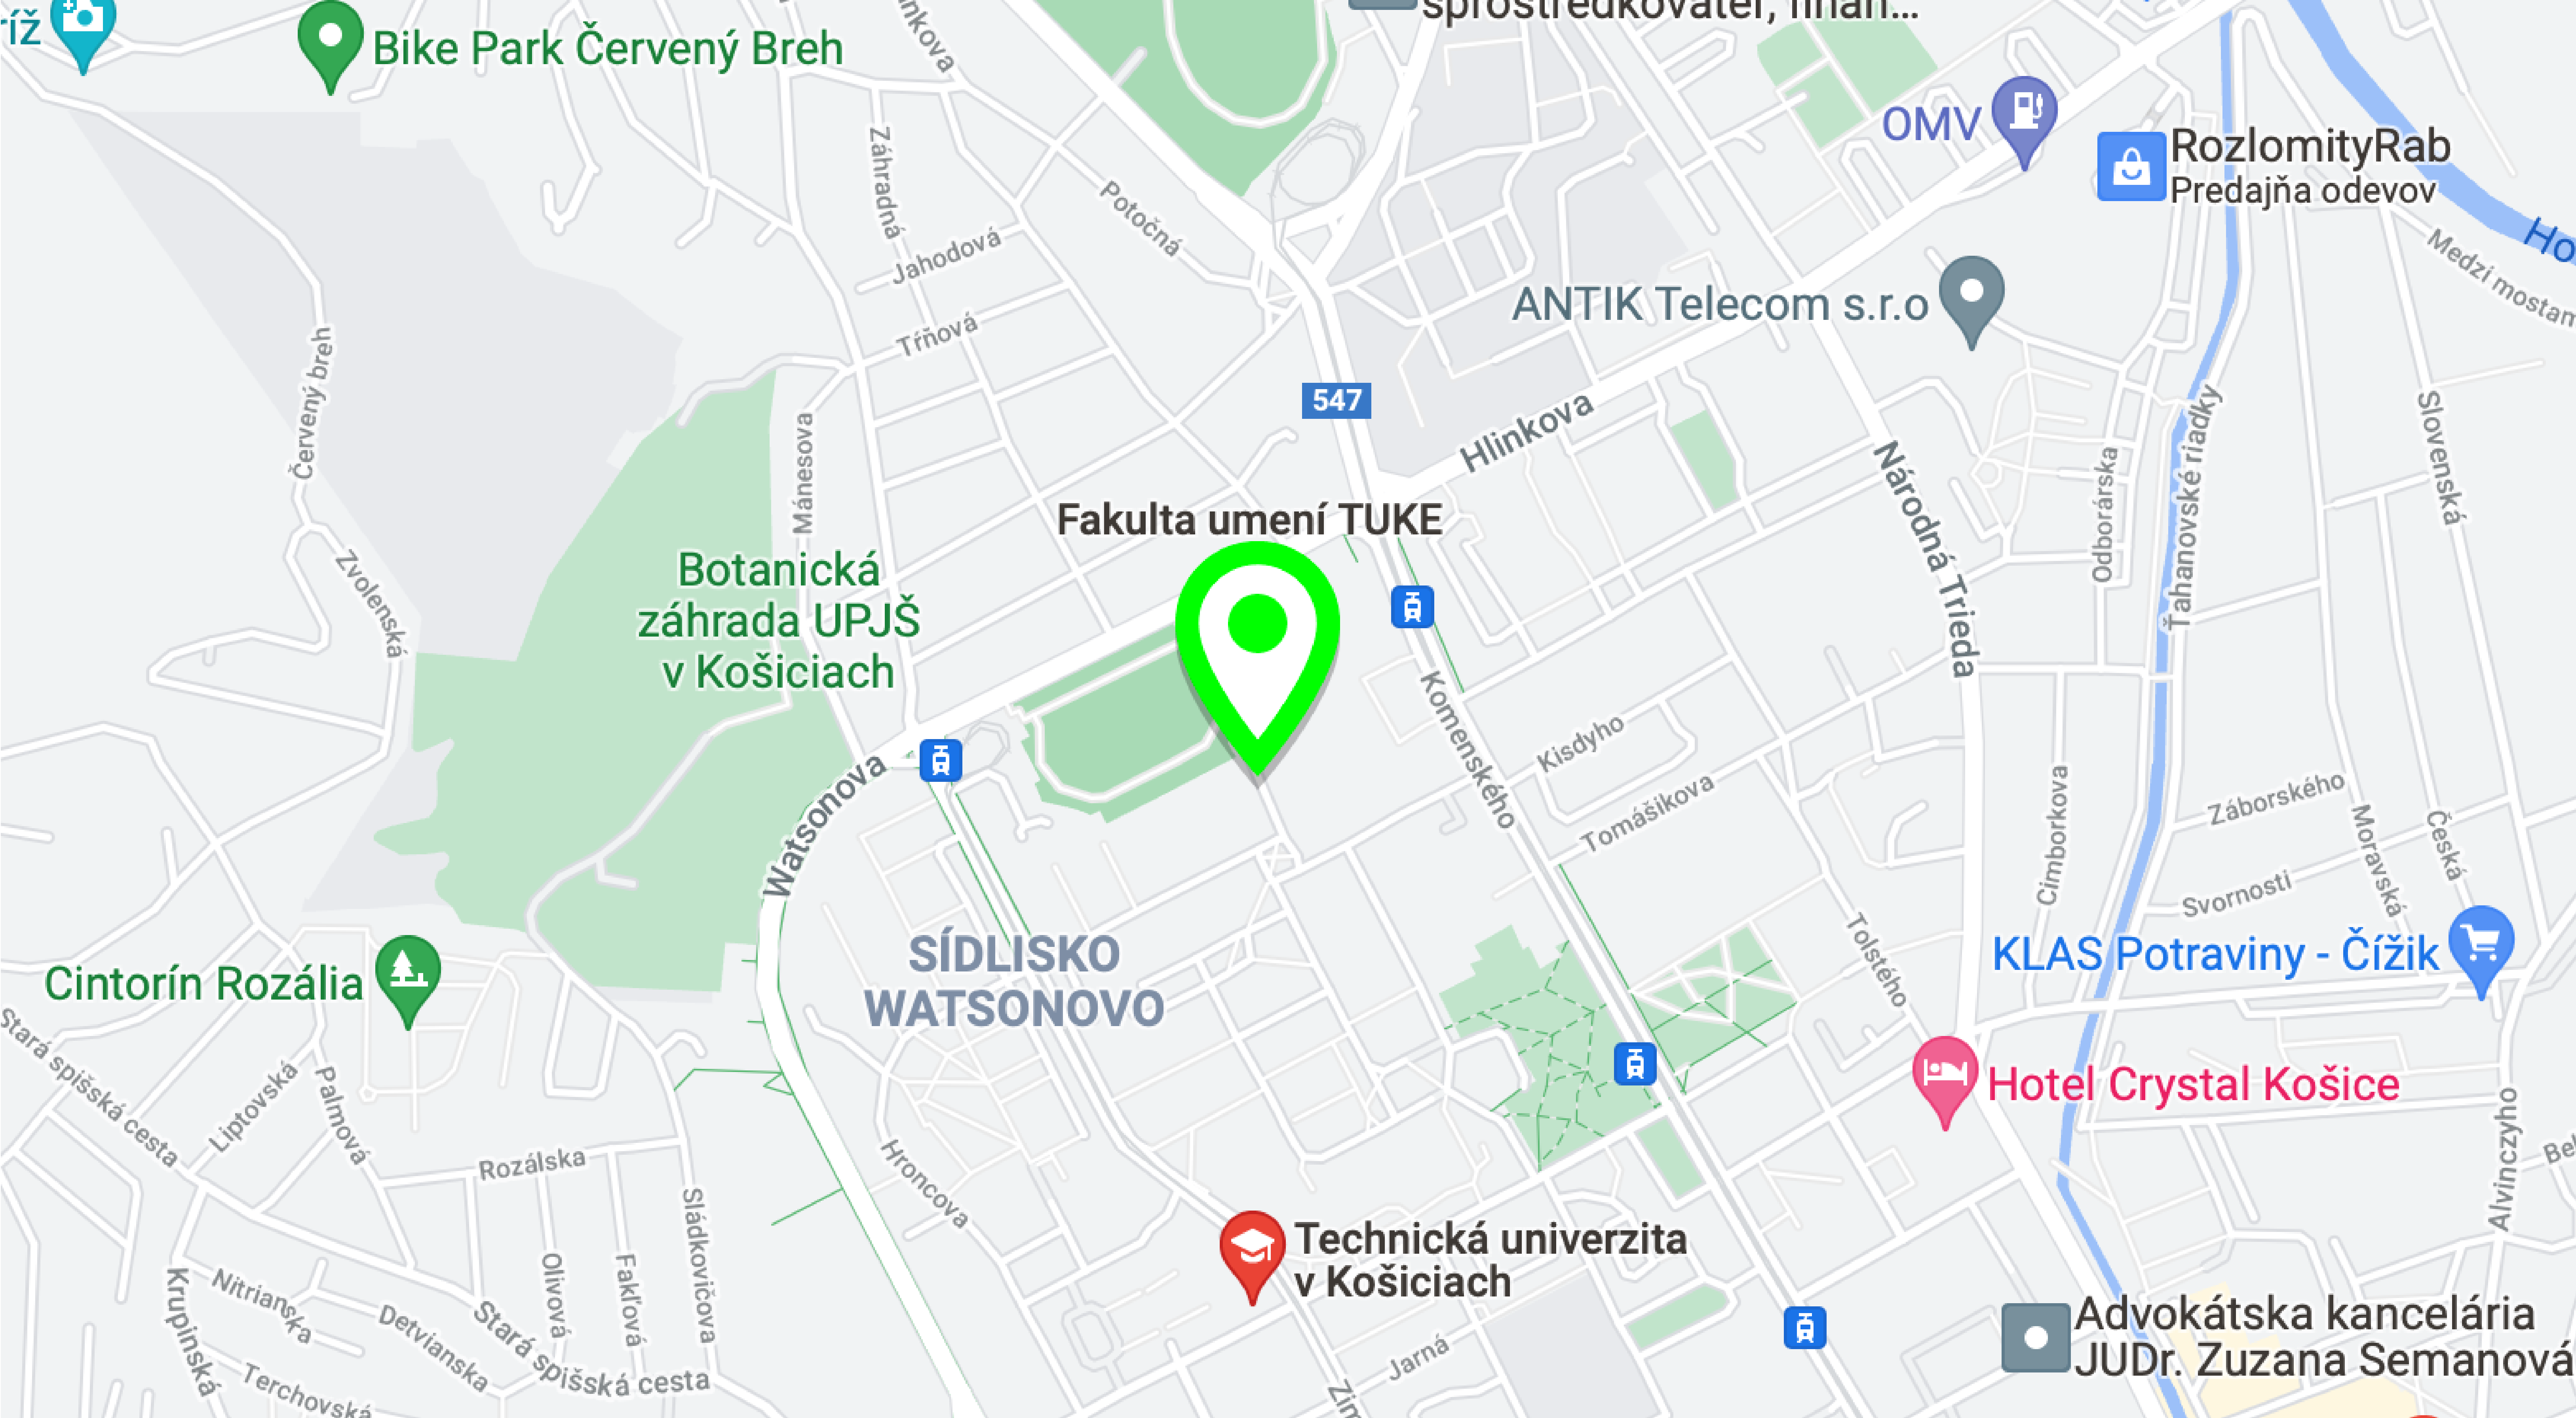 sprostredkovateľ, finan...
ríž
Bike Park Červený Breh
OMV
RozlomityRab
Predajňa odevov
Záhradná
Potočná
Jahodová
Medzi mostam
Ho
ANTIK Telecom s.r.o
Tŕňová
Červený breh
547
Hlinkova
Mánesova
Slovenská
Ťahanovské riadky
Národná Trieda
Odborárska
Fakulta umení TUKE
Zvolenská
Botanická
záhrada UPJŠ
v Košiciach
Komenského
Kisdyho
Tomášikova
Watsonova
Cimborkova
Záborského
Moravská
Česká
Svornosti
Tolstého
SÍDLISKO
WATSONOVO
KLAS Potraviny - Čížik
Cintorín Rozália
Stará spišská cesta
Liptovská
Palmová
Hotel Crystal Košice
Alvinczyho
Bel
Rozálska
Hroncova
Sládkovičova
Technická univerzita
v Košiciach
Olivová
Fakľová
Krupinská
Nitrianska
Detvianska
Stará spišská cesta
Terchovská
Jarná
Zim
Advokátska kancelária
JUDr. Zuzana Semanová